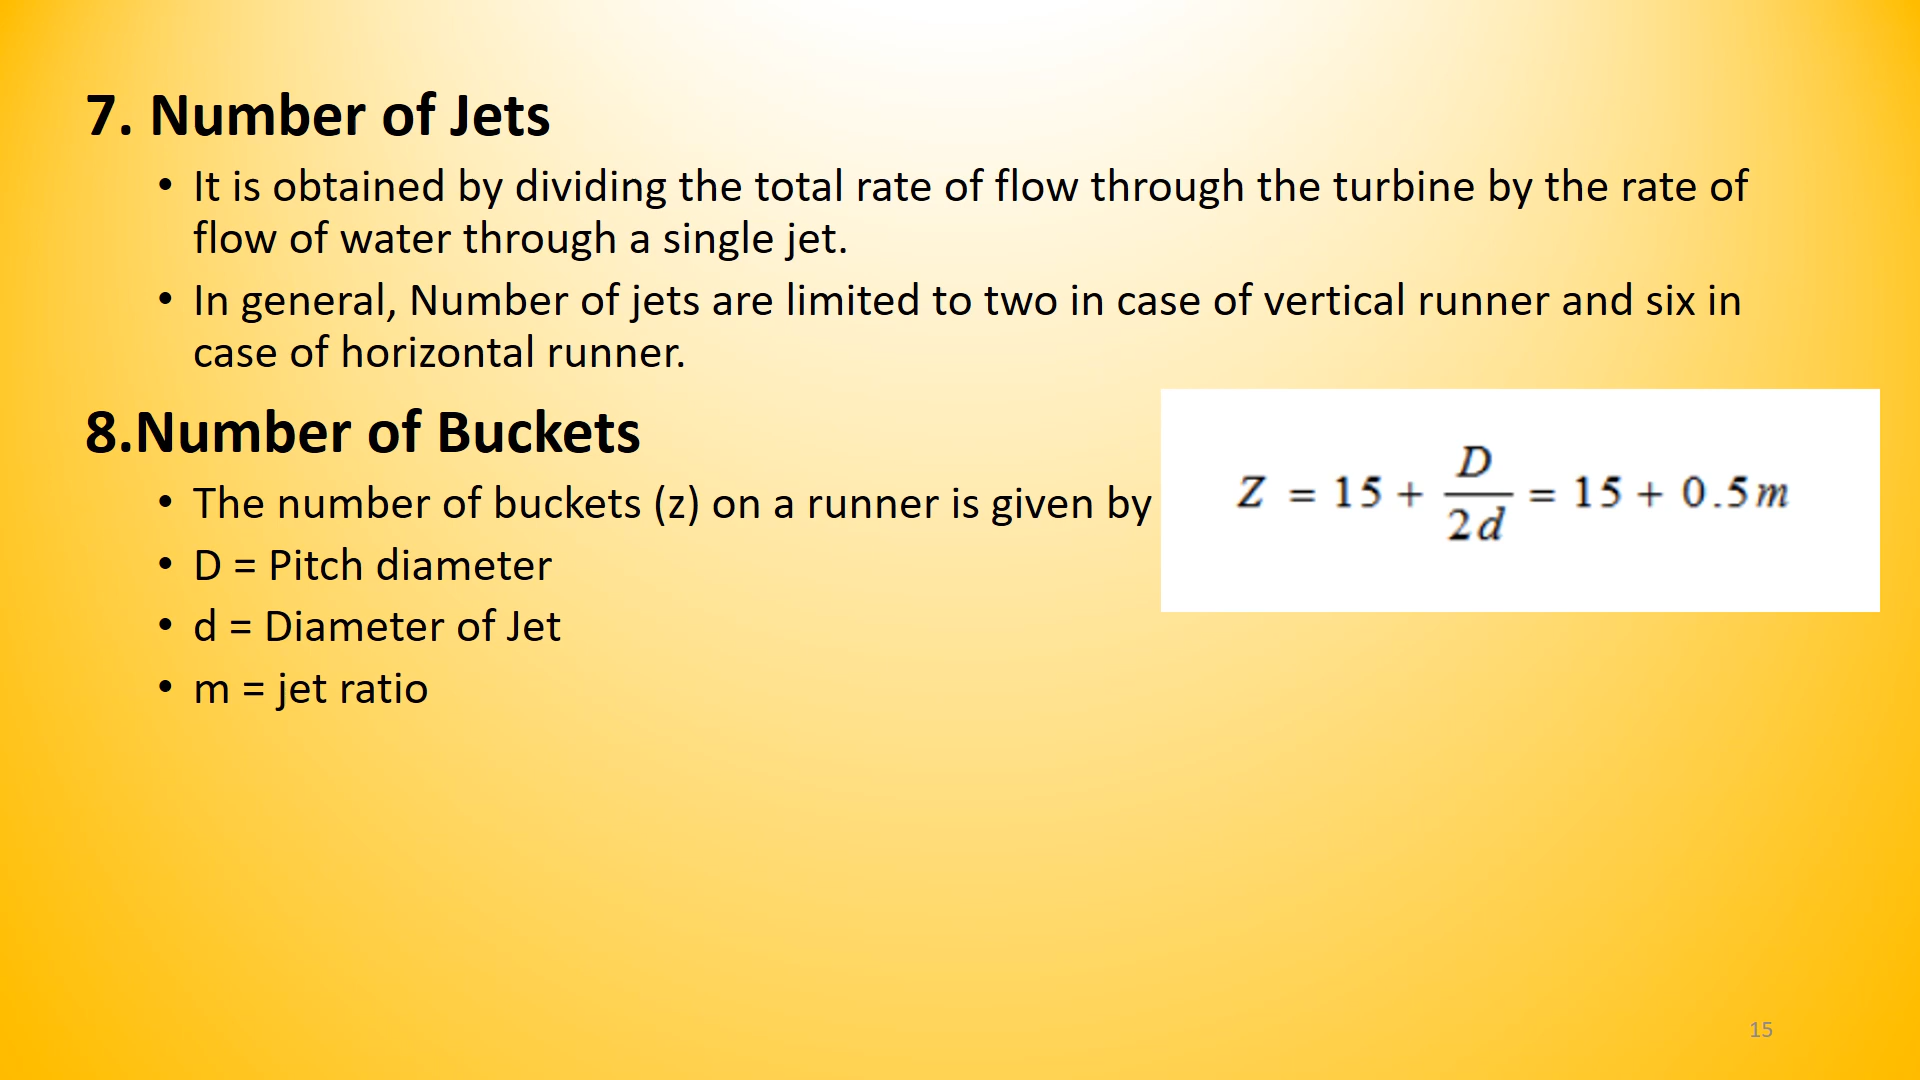 7. Number of Jets
• It is obtained by dividing the total rate of flow through the turbine by the rate of
flow of water through a single jet.
• In general, Number of jets are limited to two in case of vertical runner and six in
case of horizontal runner.
8.Number of Buckets
• The number of buckets (z) on a runner is given by
Z = 15 + D/2d = 15 + 0.5m
• D = Pitch diameter
• d = Diameter of Jet
• m = jet ratio
15